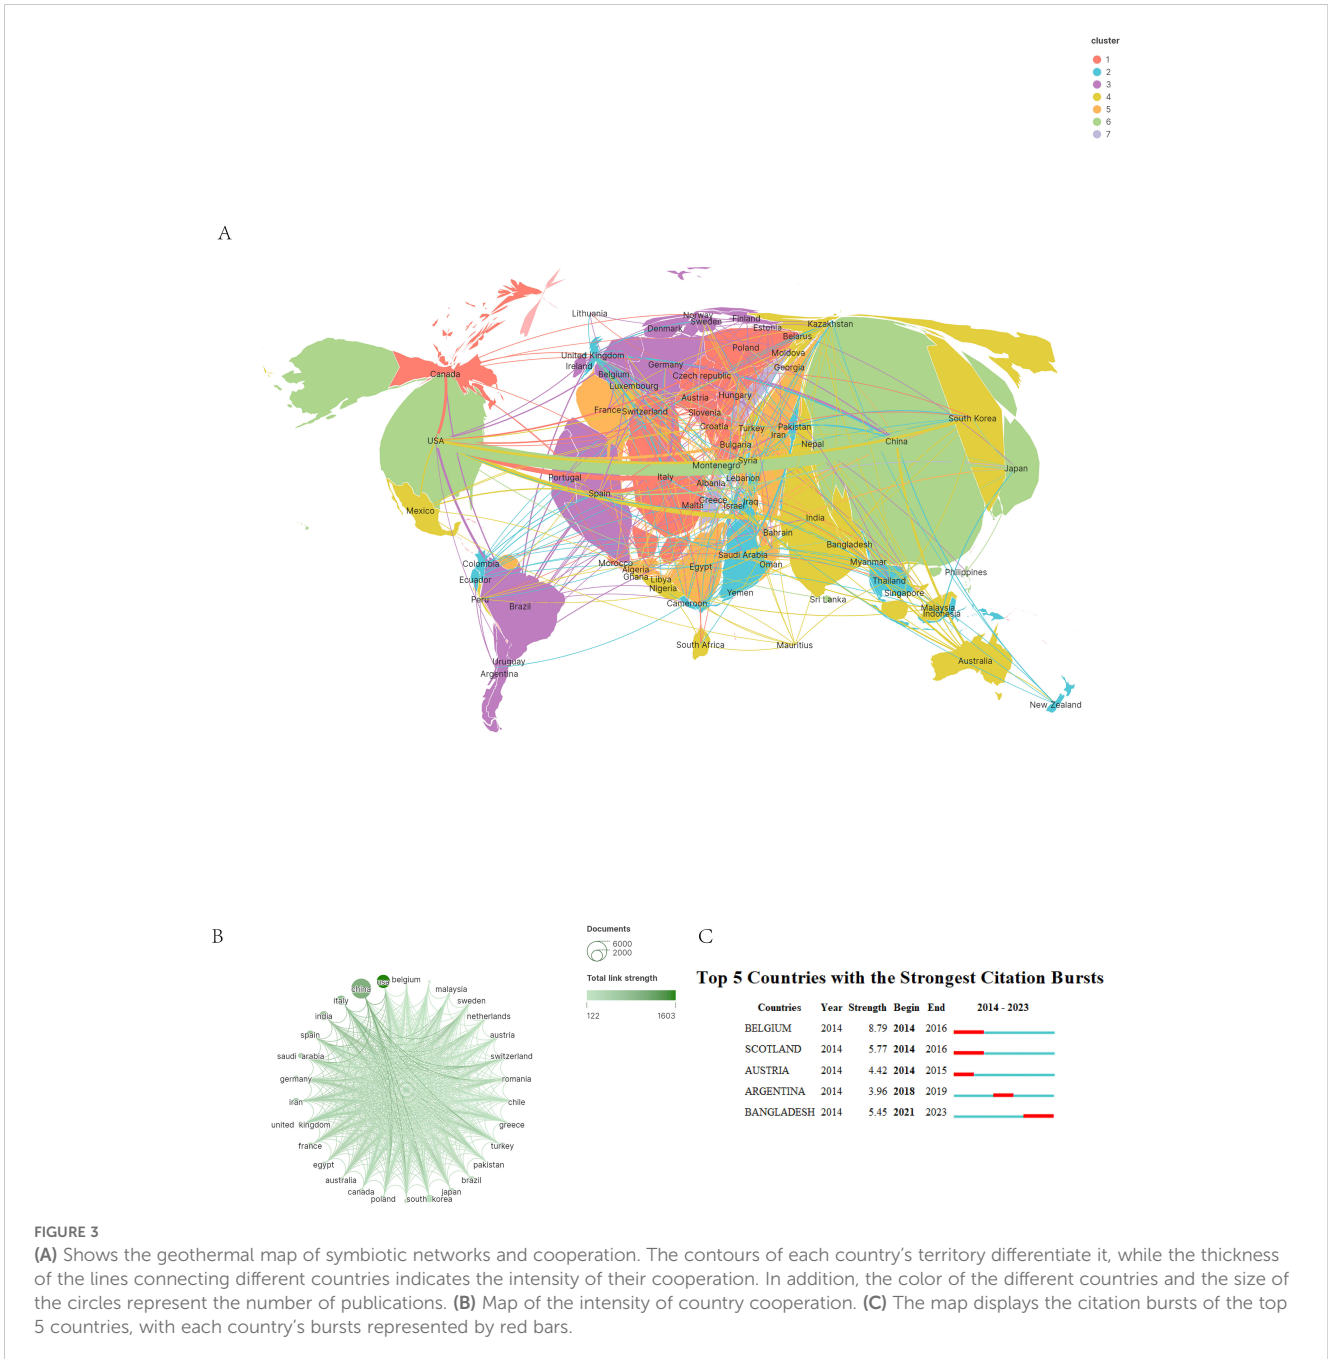 cluster
1
2
3
4
5
6
7
A
Lithuania
Norway
Sweden
Finland
Denmark
Estonia
Kazakhstan
Belarus
Poland
Moldova
United Kingdom
Ireland
Germany
Georgia
Belgium
Czech republic
Canada
Luxembourg
Austria
Hungary
France
Switzerland
Slovenia
South Korea
Croatia
Turkey
Pakistan
Iran
USA
Bulgaria
Nepal
China
Montenegro
Syria
Japan
Portugal
Italy
Albania
Lebanon
Spain
Greece
Malta
Israel
Iraq
Mexico
India
Bahrain
Bangladesh
Saudi Arabia
Colombia
Morocco
Algeria
Egypt
Oman
Myanmar
Philippines
Ecuador
Ghana
Libya
Thailand
Nigeria
Yemen
Singapore
Peru
Brazil
Cameroon
Sri Lanka
Malaysia
Indonesia
South Africa
Mauritius
Uruguay
Australia
Argentina
New Zealand
B
Documents
6000
2000
Total link strength
122 1603
belgium
malaysia
sweden
netherlands
austria
switzerland
romania
chile
greece
turkey
pakistan
brazil
japan
south korea
poland
canada
australia
egypt
france
united kingdom
iran
germany
saudi arabia
spain
india
italy
china
usa
C
Top 5 Countries with the Strongest Citation Bursts
Countries Year Strength Begin End 2014 - 2023
BELGIUM 2014 8.79 2014 2016
SCOTLAND 2014 5.77 2014 2016
AUSTRIA 2014 4.42 2014 2015
ARGENTINA 2014 3.96 2018 2019
BANGLADESH 2014 5.45 2021 2023
FIGURE 3
(A) Shows the geothermal map of symbiotic networks and cooperation. The contours of each country's territory differentiate it, while the thickness
of the lines connecting different countries indicates the intensity of their cooperation. In addition, the color of the different countries and the size of
the circles represent the number of publications. (B) Map of the intensity of country cooperation. (C) The map displays the citation bursts of the top
5 countries, with each country's bursts represented by red bars.